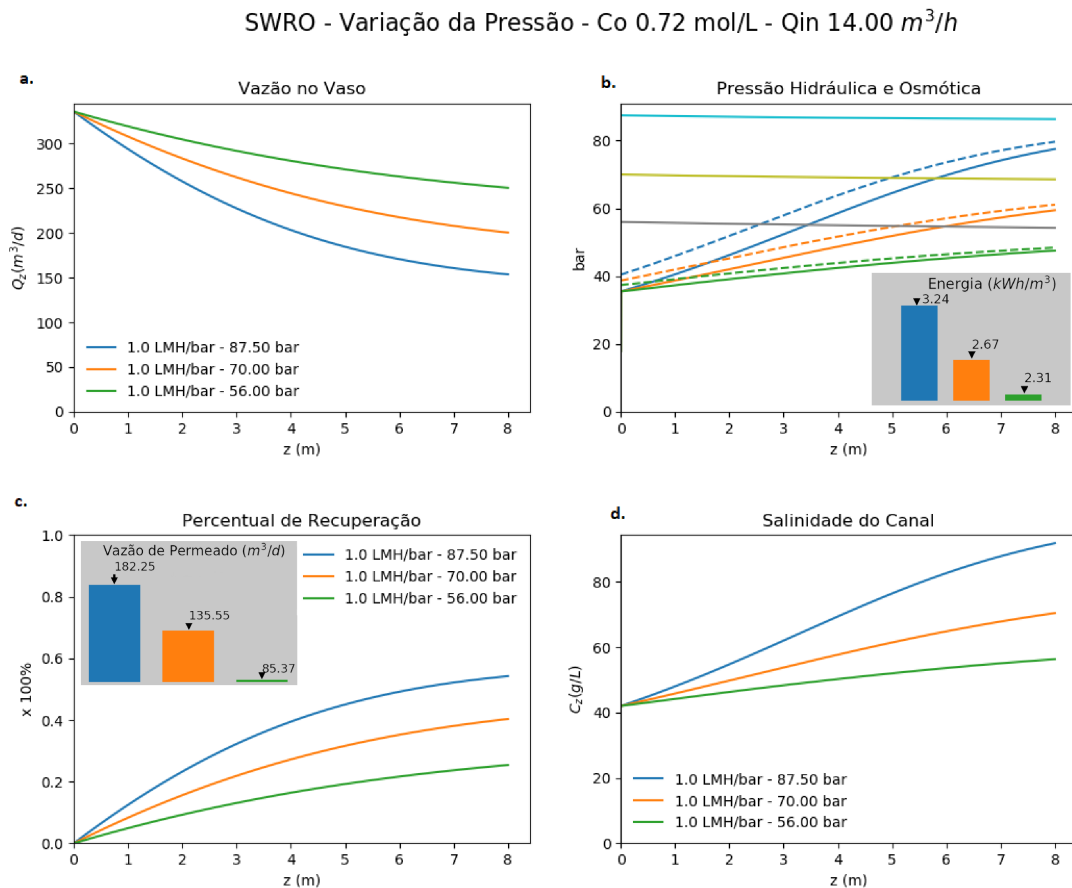 SWRO - Variação da Pressão - Co 0.72 mol/L - Qin 14.00 m³/h
a.
Vazão no Vaso
300
250
200
150
100
50
0
Q_z(m³/d)
1.0 LMH/bar - 87.50 bar
1.0 LMH/bar - 70.00 bar
1.0 LMH/bar - 56.00 bar
0 1 2 3 4 5 6 7 8
z (m)
b.
Pressão Hidráulica e Osmótica
80
60
40
20
0
bar
Energia (kWh/m³)
3.24
2.67
2.31
0 1 2 3 4 5 6 7 8
z (m)
c.
Percentual de Recuperação
1.0
0.8
0.6
0.4
0.2
0.0
x 100%
Vazão de Permeado (m³/d)
182.25
135.55
85.37
1.0 LMH/bar - 87.50 bar
1.0 LMH/bar - 70.00 bar
1.0 LMH/bar - 56.00 bar
0 1 2 3 4 5 6 7 8
z (m)
d.
Salinidade do Canal
80
60
40
20
0
C_z(g/L)
1.0 LMH/bar - 87.50 bar
1.0 LMH/bar - 70.00 bar
1.0 LMH/bar - 56.00 bar
0 1 2 3 4 5 6 7 8
z (m)